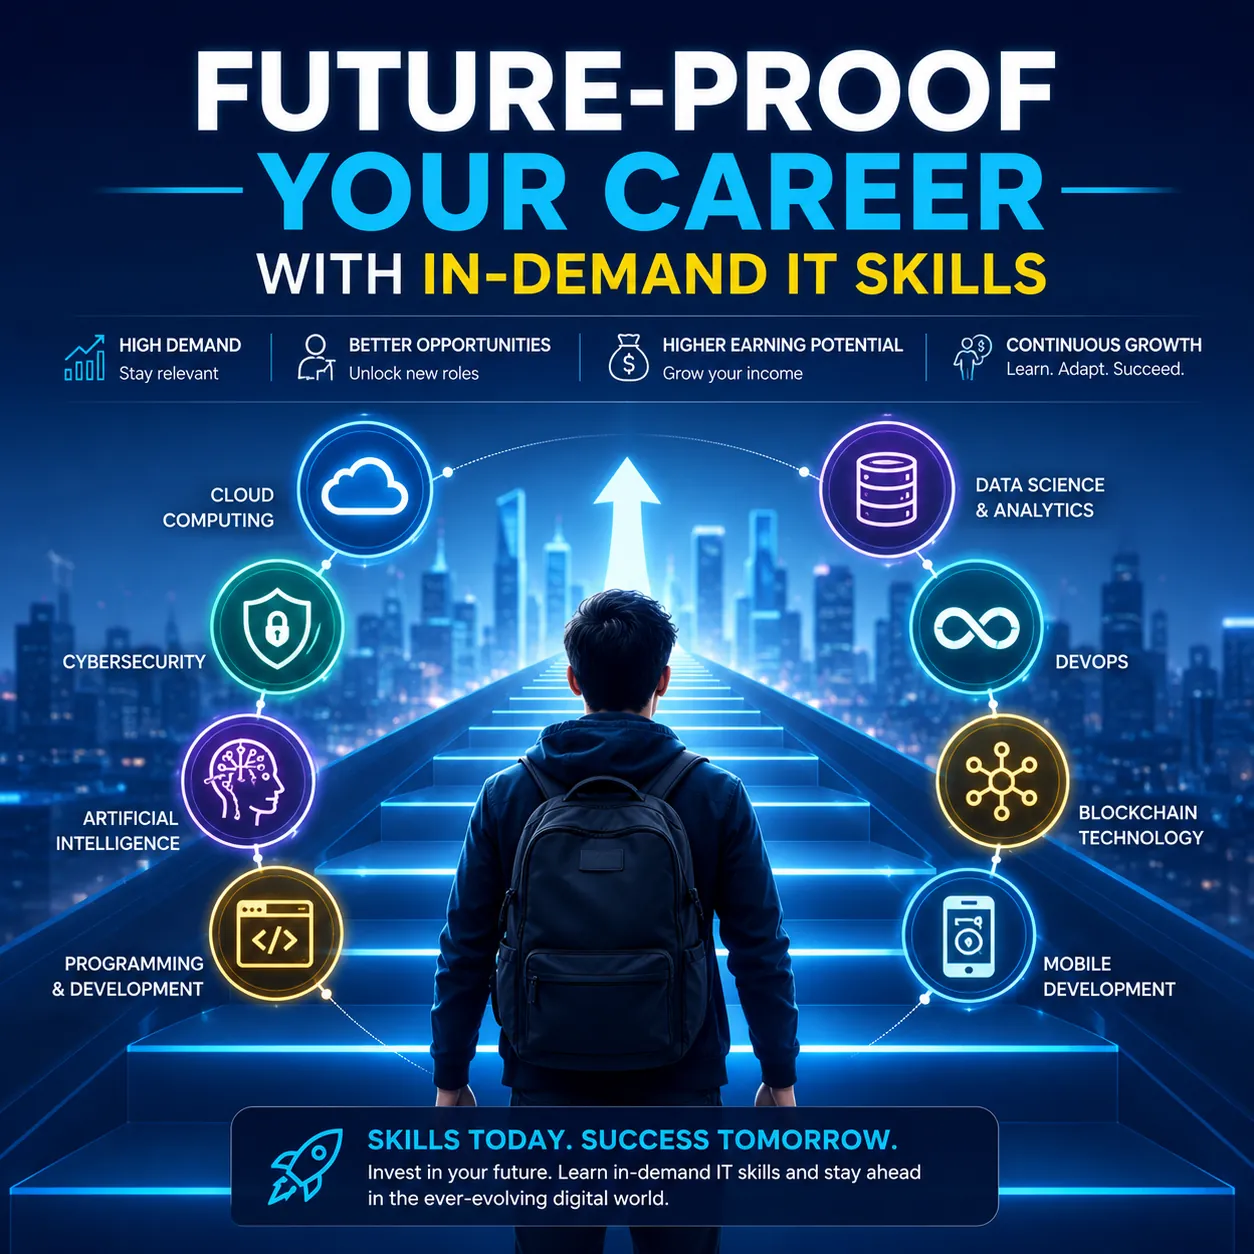 FUTURE-PROOF
YOUR CAREER
WITH IN-DEMAND IT SKILLS
HIGH DEMAND
Stay relevant
BETTER OPPORTUNITIES
Unlock new roles
HIGHER EARNING POTENTIAL
Grow your income
CONTINUOUS GROWTH
Learn. Adapt. Succeed.
CLOUD
COMPUTING
CYBERSECURITY
ARTIFICIAL
INTELLIGENCE
PROGRAMMING
& DEVELOPMENT
DATA SCIENCE
& ANALYTICS
DEVOPS
BLOCKCHAIN
TECHNOLOGY
MOBILE
DEVELOPMENT
SKILLS TODAY. SUCCESS TOMORROW.
Invest in your future. Learn in-demand IT skills and stay ahead
in the ever-evolving digital world.